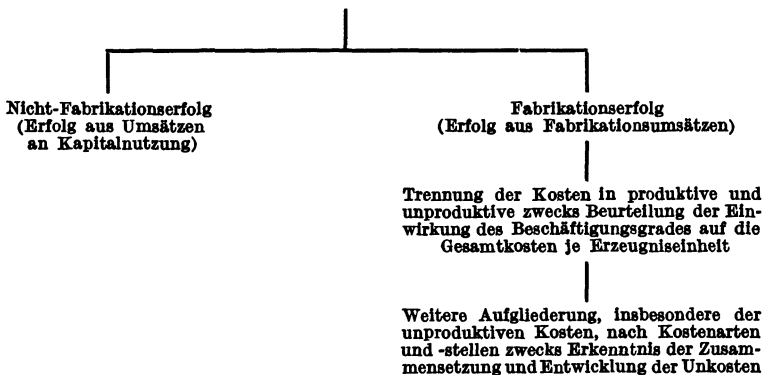 Nicht-Fabrikationserfolg
(Erfolg aus Umsätzen
an Kapitalnutzung)
Fabrikationserfolg
(Erfolg aus Fabrikationsumsätzen)
Trennung der Kosten in produktive und
unproduktive zwecks Beurteilung der Ein-
wirkung des Beschäftigungsgrades auf die
Gesamtkosten je Erzeugniseinheit
Weitere Aufgliederung, insbesondere der
unproduktiven Kosten, nach Kostenarten
und -stellen zwecks Erkenntnis der Zusam-
mensetzung und Entwicklung der Unkosten